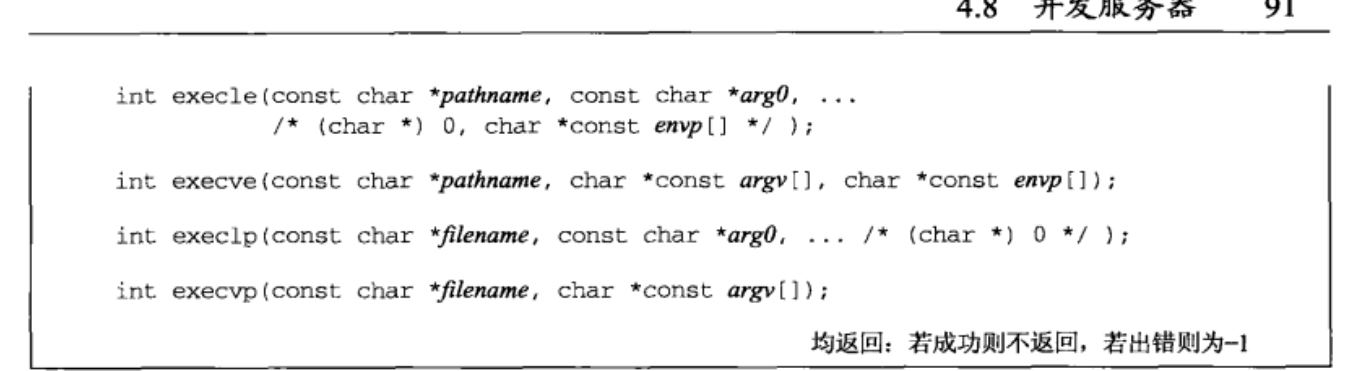 4.8 开发服务器 91
int execle(const char *pathname, const char *arg0, ...
/* (char *) 0, char *const envp[] */ );
int execve(const char *pathname, char *const argv[], char *const envp[]);
int execlp(const char *filename, const char *arg0, ... /* (char *) 0 */ );
int execvp(const char *filename, char *const argv[]);
均返回：若成功则不返回，若出错则为-1